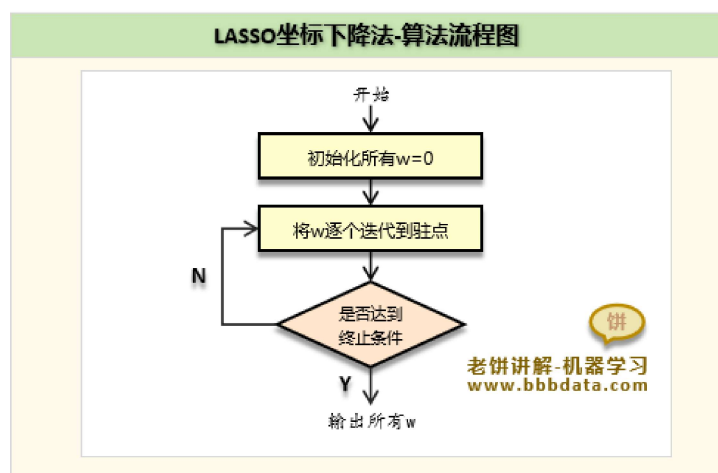 LASSO坐标下降法-算法流程图
开始
初始化所有w=0
将w逐个迭代到驻点
N
是否达到
终止条件
饼
老饼讲解-机器学习
www.bbbdata.com
Y
输出所有w